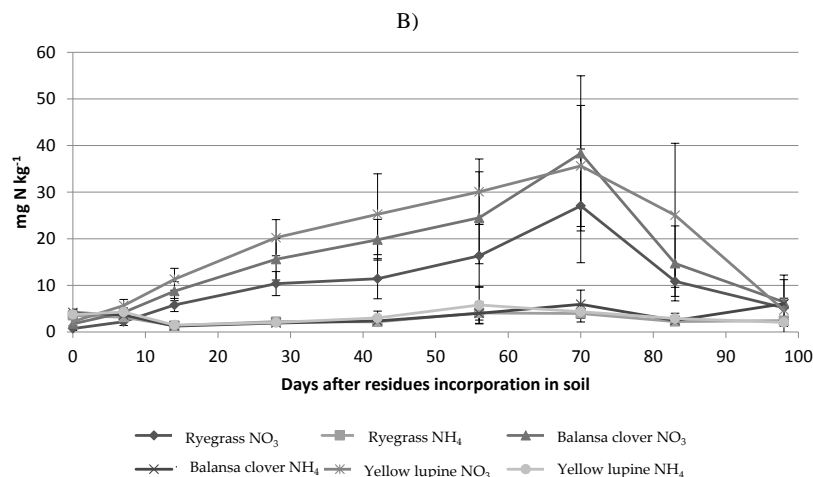 B)
60
50
40
30
20
10
0
mg N kg⁻¹
0 10 20 30 40 50 60 70 80 90 100
Days after residues incorporation in soil
Ryegrass NO₃ Ryegrass NH₄ Balansa clover NO₃
Balansa clover NH₄ Yellow lupine NO₃ Yellow lupine NH₄